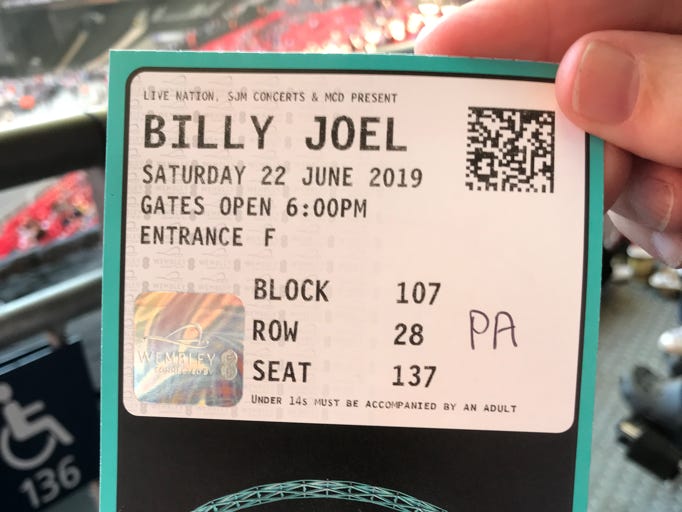 LIVE NATION, SJM CONCERTS & MCD PRESENT
BILLY JOEL
SATURDAY 22 JUNE 2019
GATES OPEN 6:00PM
ENTRANCE F
BLOCK 107
ROW 28 PA
SEAT 137
WEMBLEY
UNDER 14S MUST BE ACCOMPANIED BY AN ADULT
136